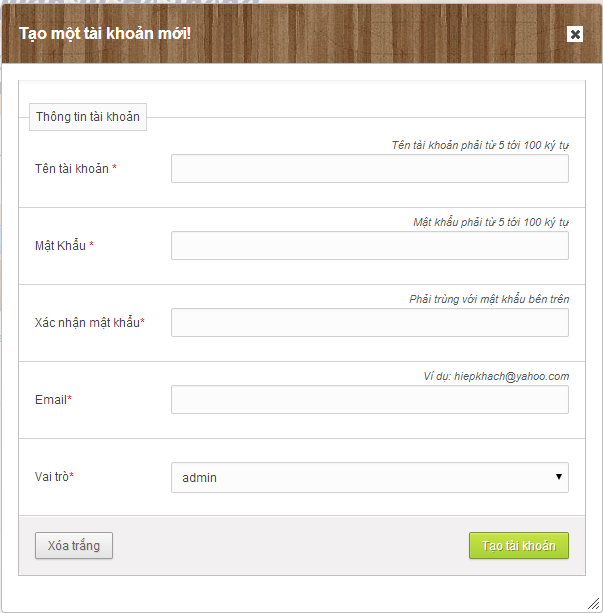 Tạo một tài khoản mới!
Thông tin tài khoản
Tên tài khoản phải từ 5 tới 100 ký tự
Tên tài khoản *
Mật khẩu phải từ 5 tới 100 ký tự
Mật Khẩu *
Phải trùng với mật khẩu bên trên
Xác nhận mật khẩu*
Ví dụ: hiepkhach@yahoo.com
Email*
Vai trò*
admin
Xóa trắng
Tạo tài khoản